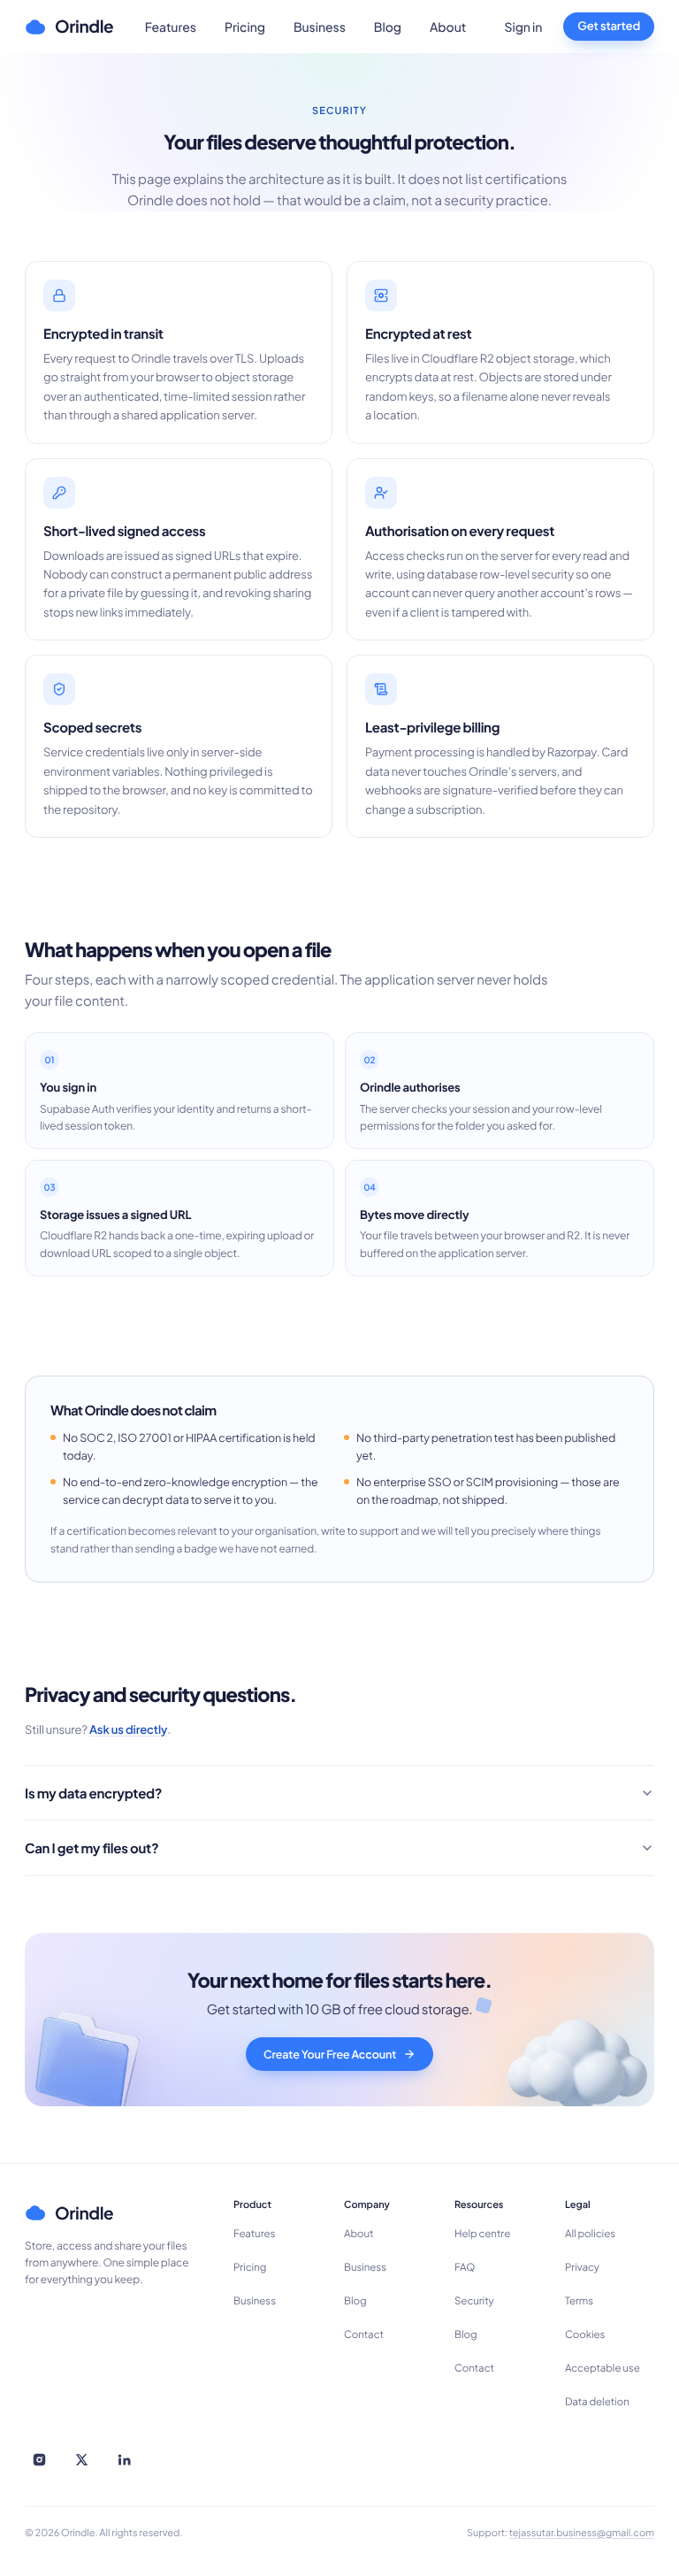 Orindle
Features Pricing Business Blog About Sign in Get started
SECURITY
Your files deserve thoughtful protection.
This page explains the architecture as it is built. It does not list certifications
Orindle does not hold — that would be a claim, not a security practice.
Encrypted in transit
Every request to Orindle travels over TLS. Uploads
go straight from your browser to object storage
over an authenticated, time-limited session rather
than through a shared application server.
Encrypted at rest
Files live in Cloudflare R2 object storage, which
encrypts data at rest. Objects are stored under
random keys, so a filename alone never reveals
a location.
Short-lived signed access
Downloads are issued as signed URLs that expire.
Nobody can construct a permanent public address
for a private file by guessing it, and revoking sharing
stops new links immediately.
Authorisation on every request
Access checks run on the server for every read and
write, using database row-level security so one
account can never query another account's rows —
even if a client is tampered with.
Scoped secrets
Service credentials live only in server-side
environment variables. Nothing privileged is
shipped to the browser, and no key is committed to
the repository.
Least-privilege billing
Payment processing is handled by Razorpay. Card
data never touches Orindle's servers, and
webhooks are signature-verified before they can
change a subscription.
What happens when you open a file
Four steps, each with a narrowly scoped credential. The application server never holds
your file content.
01
You sign in
Supabase Auth verifies your identity and returns a short-
lived session token.
02
Orindle authorises
The server checks your session and your row-level
permissions for the folder you asked for.
03
Storage issues a signed URL
Cloudflare R2 hands back a one-time, expiring upload or
download URL scoped to a single object.
04
Bytes move directly
Your file travels between your browser and R2. It is never
buffered on the application server.
What Orindle does not claim
No SOC 2, ISO 27001 or HIPAA certification is held
today.
No third-party penetration test has been published
yet.
No end-to-end zero-knowledge encryption — the
service can decrypt data to serve it to you.
No enterprise SSO or SCIM provisioning — those are
on the roadmap, not shipped.
If a certification becomes relevant to your organisation, write to support and we will tell you precisely where things
stand rather than sending a badge we have not earned.
Privacy and security questions.
Still unsure? Ask us directly.
Is my data encrypted?
Can I get my files out?
Your next home for files starts here.
Get started with 10 GB of free cloud storage.
Create Your Free Account →
Orindle
Store, access and share your files
from anywhere. One simple place
for everything you keep.
Product
Features
Pricing
Business
Company
About
Business
Blog
Contact
Resources
Help centre
FAQ
Security
Blog
Contact
Legal
All policies
Privacy
Terms
Cookies
Acceptable use
Data deletion
© 2026 Orindle. All rights reserved.
Support: tejassutar.business@gmail.com